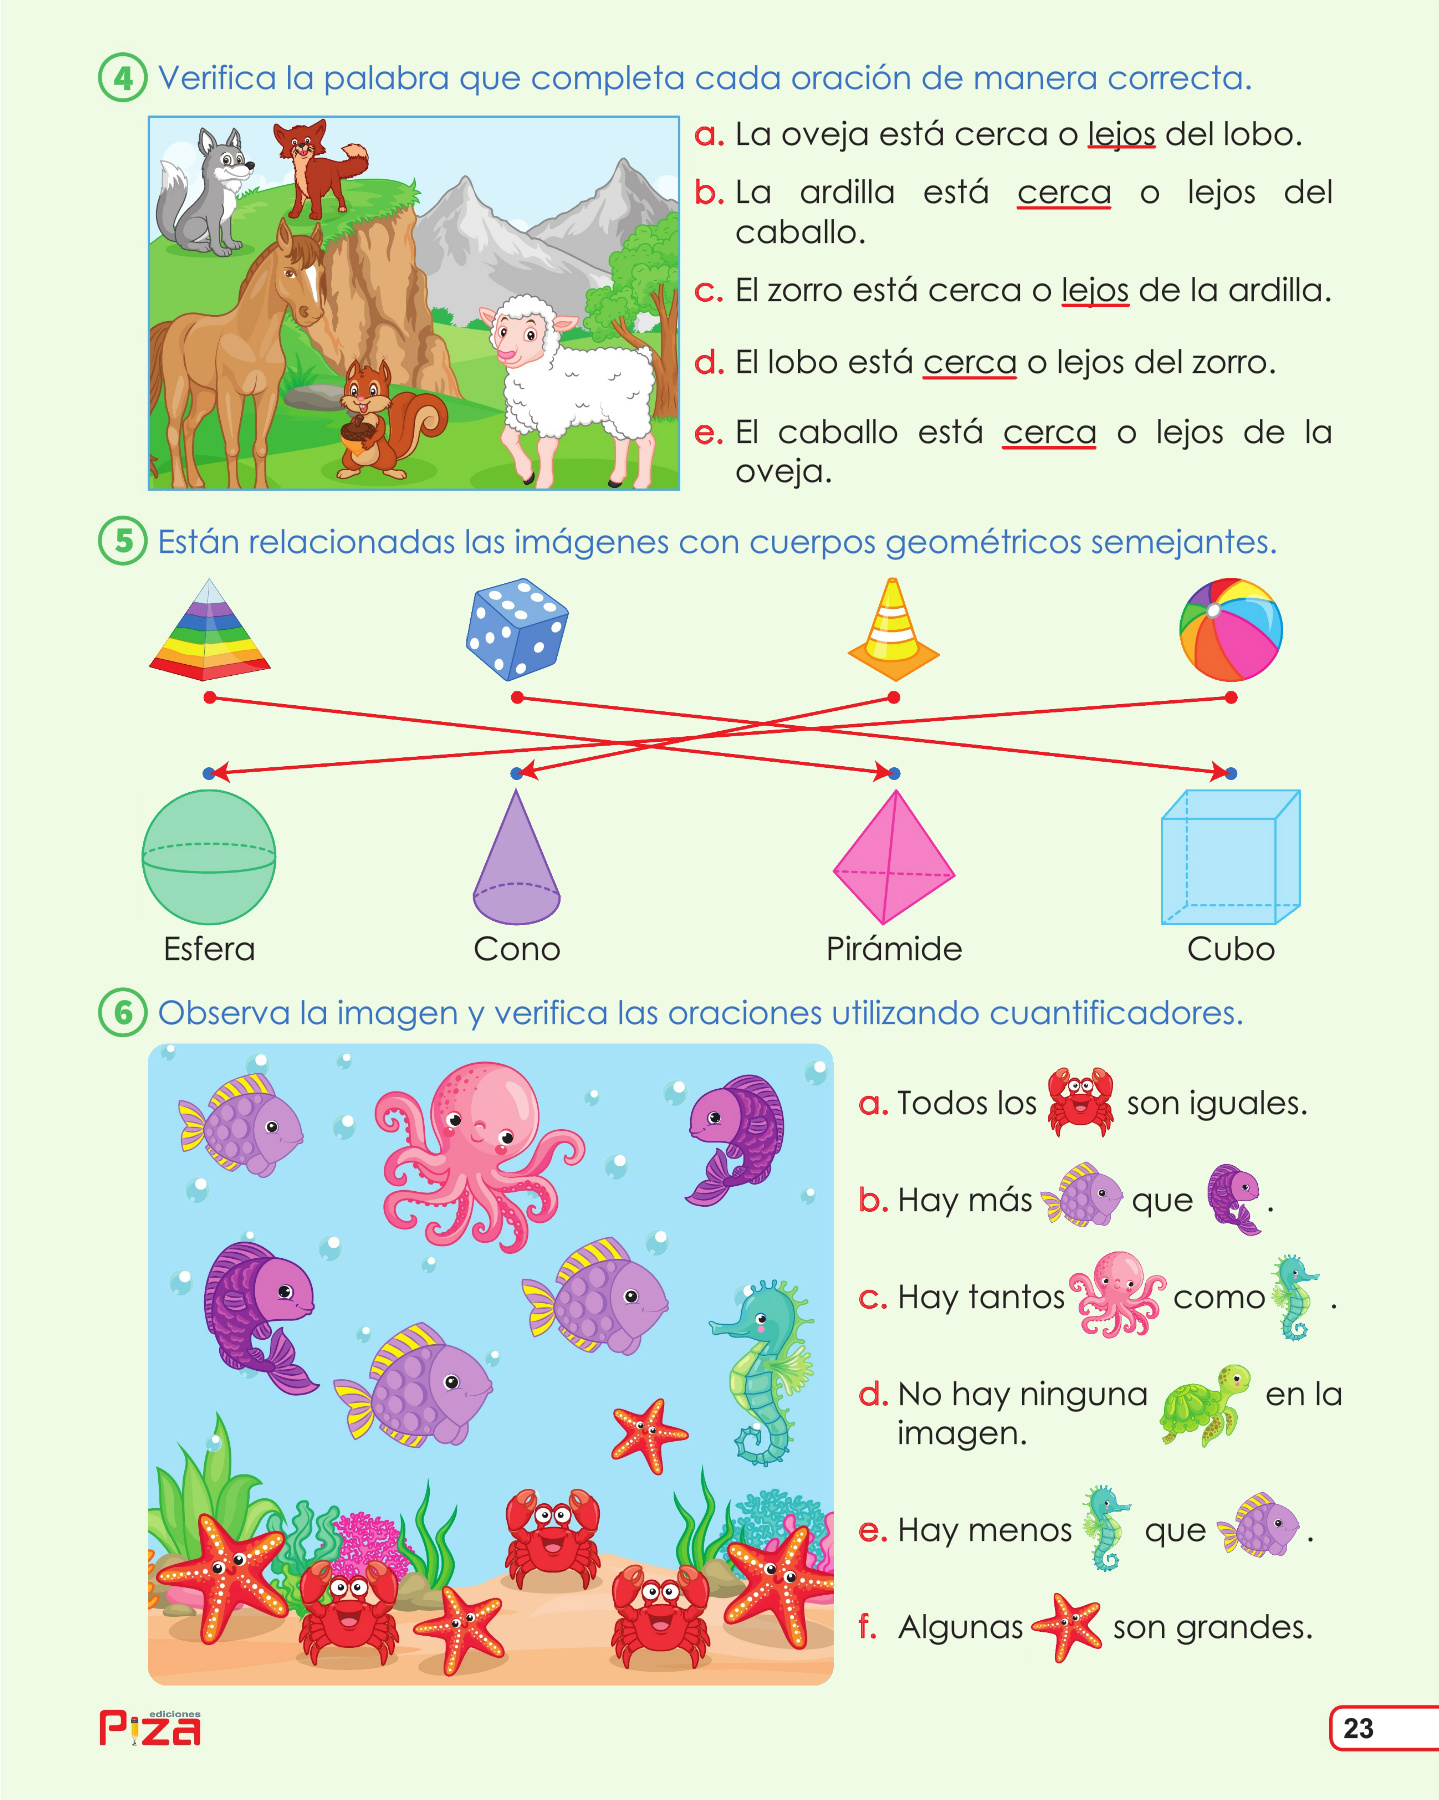 4 Verifica la palabra que completa cada oración de manera correcta.
a. La oveja está cerca o lejos del lobo.
b. La ardilla está cerca o lejos del
caballo.
c. El zorro está cerca o lejos de la ardilla.
d. El lobo está cerca o lejos del zorro.
e. El caballo está cerca o lejos de la
oveja.
5 Están relacionadas las imágenes con cuerpos geométricos semejantes.
Esfera
Cono
Pirámide
Cubo
6 Observa la imagen y verifica las oraciones utilizando cuantificadores.
a. Todos los son iguales.
b. Hay más que .
c. Hay tantos como .
d. No hay ninguna en la
imagen.
e. Hay menos que .
f. Algunas son grandes.
ediciones
Piza
23